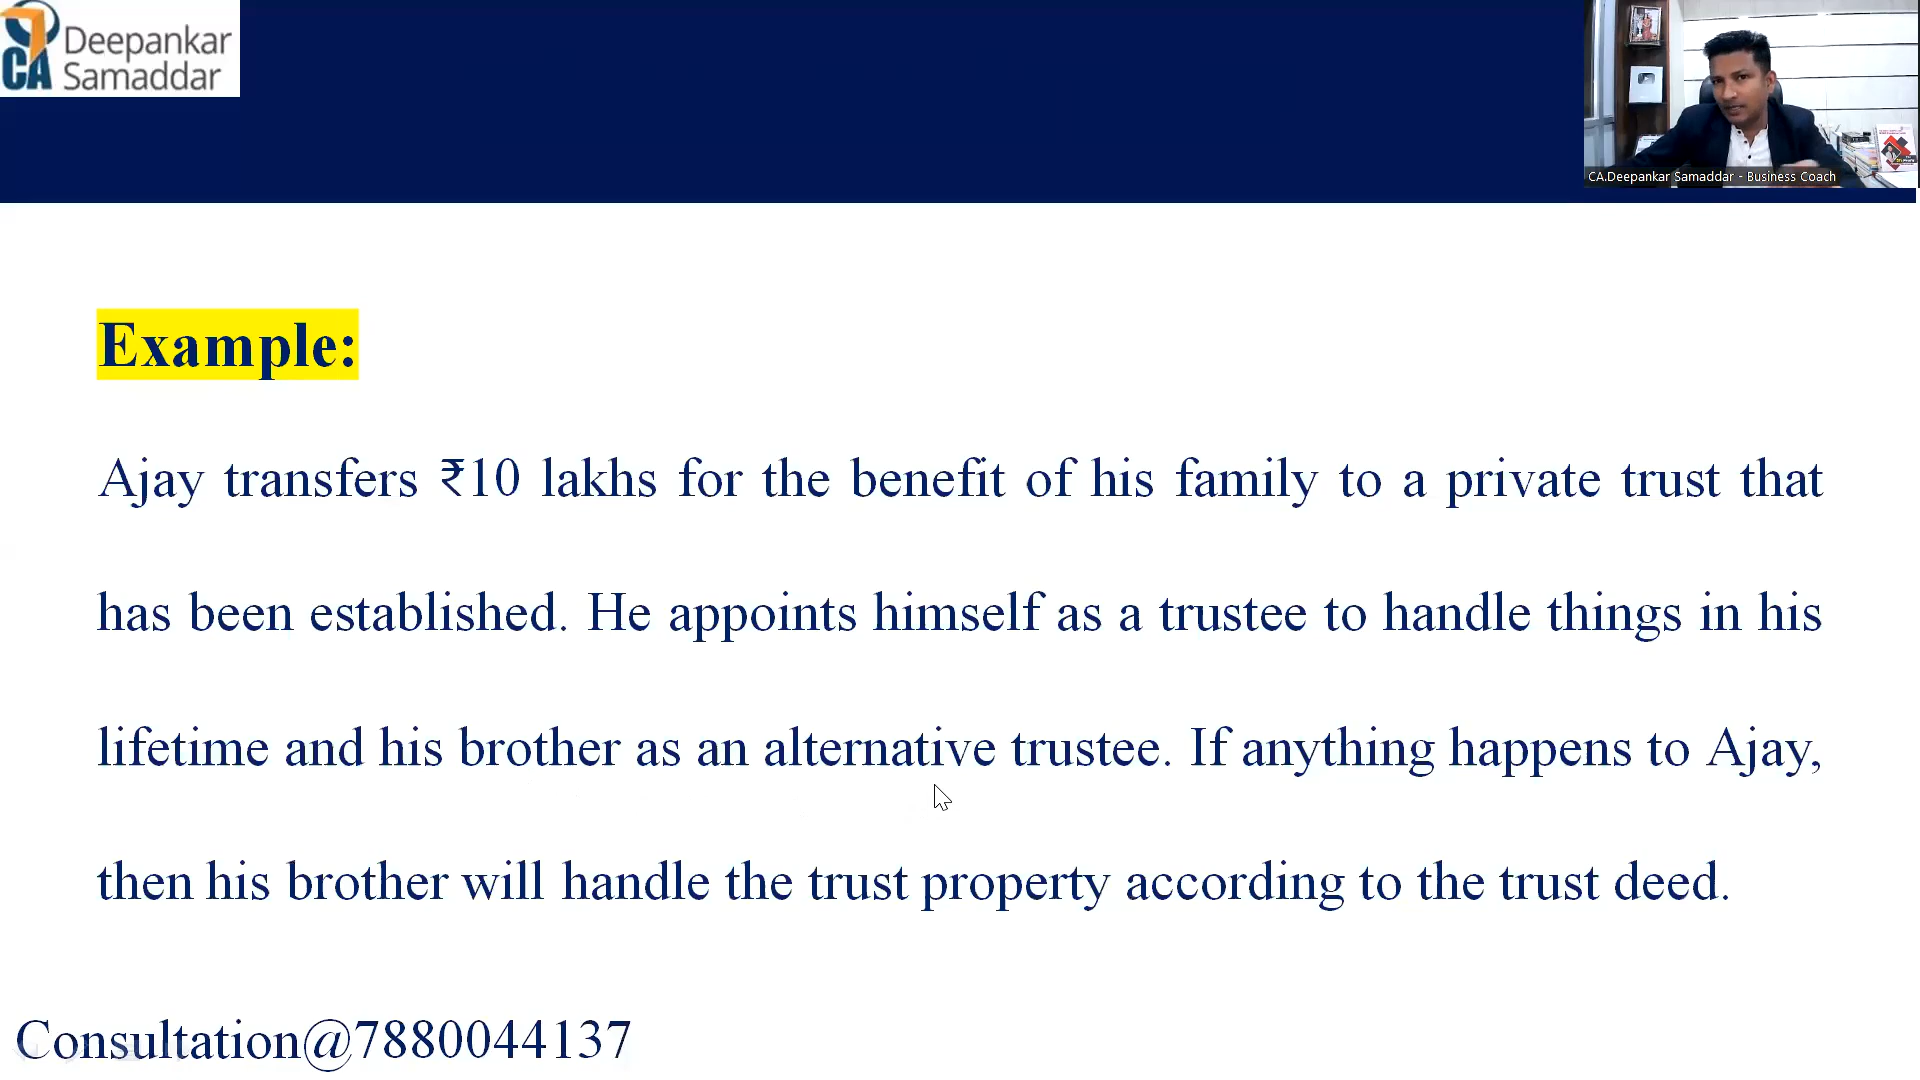 CA
Deepankar
Samaddar
CA.Deepankar Samaddar - Business Coach
Example:
Ajay transfers ₹10 lakhs for the benefit of his family to a private trust that
has been established. He appoints himself as a trustee to handle things in his
lifetime and his brother as an alternative trustee. If anything happens to Ajay,
then his brother will handle the trust property according to the trust deed.
Consultation@7880044137